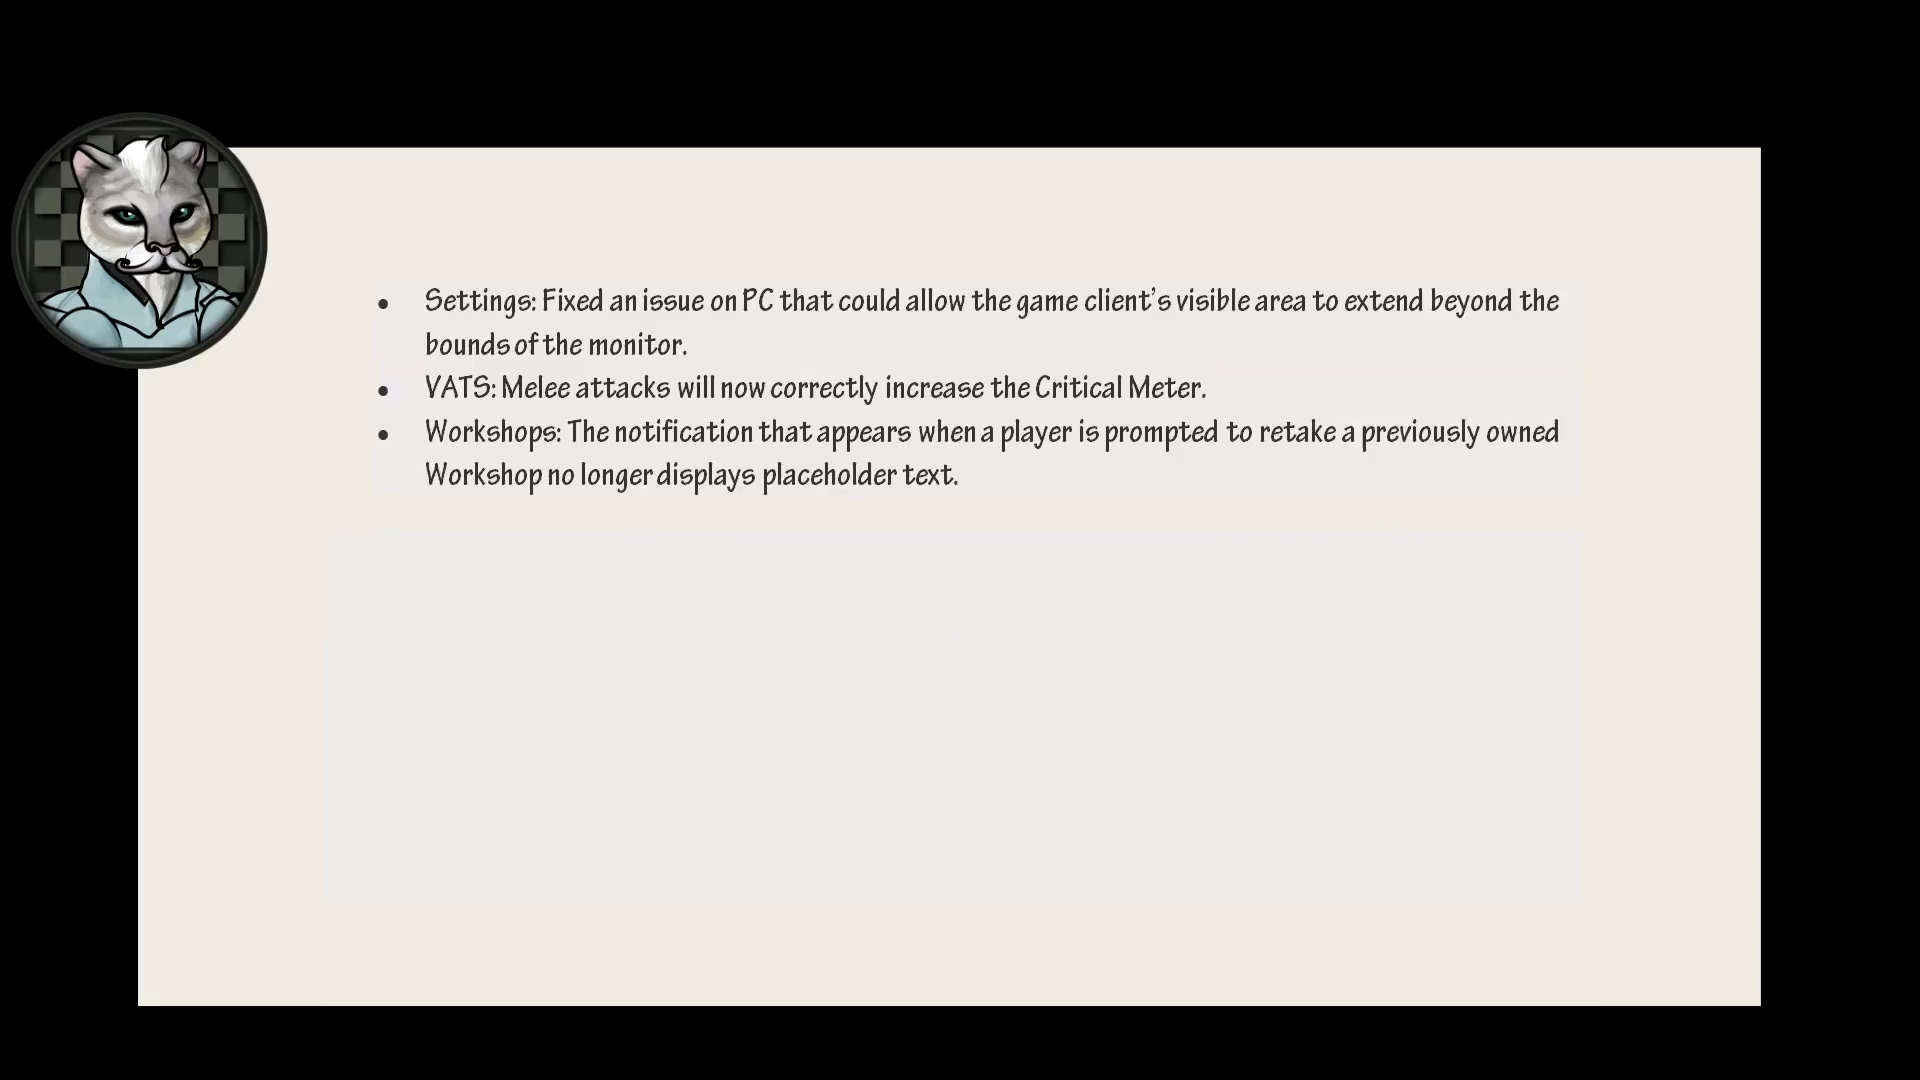 • Settings: Fixed an issue on PC that could allow the game client's visible area to extend beyond the
bounds of the monitor.
• VATS: Melee attacks will now correctly increase the Critical Meter.
• Workshops: The notification that appears when a player is prompted to retake a previously owned
Workshop no longer displays placeholder text.